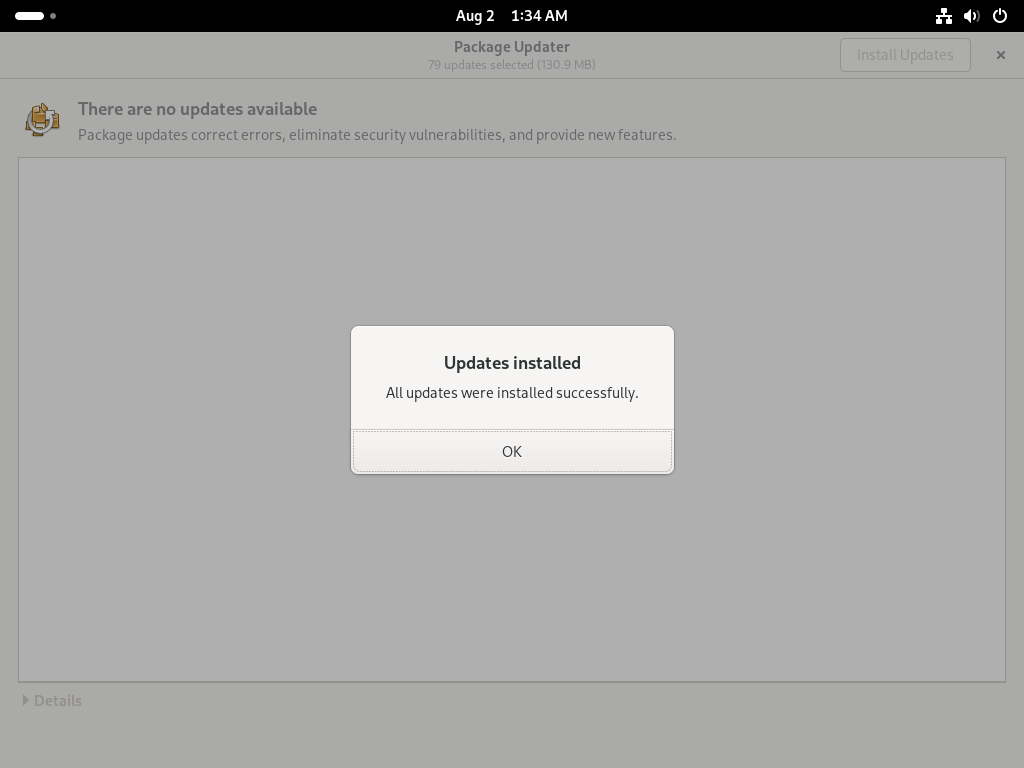 Aug 2 1:34 AM
Package Updater
79 updates selected (130.9 MB)
Install Updates
There are no updates available
Package updates correct errors, eliminate security vulnerabilities, and provide new features.
Updates installed
All updates were installed successfully.
OK
Details